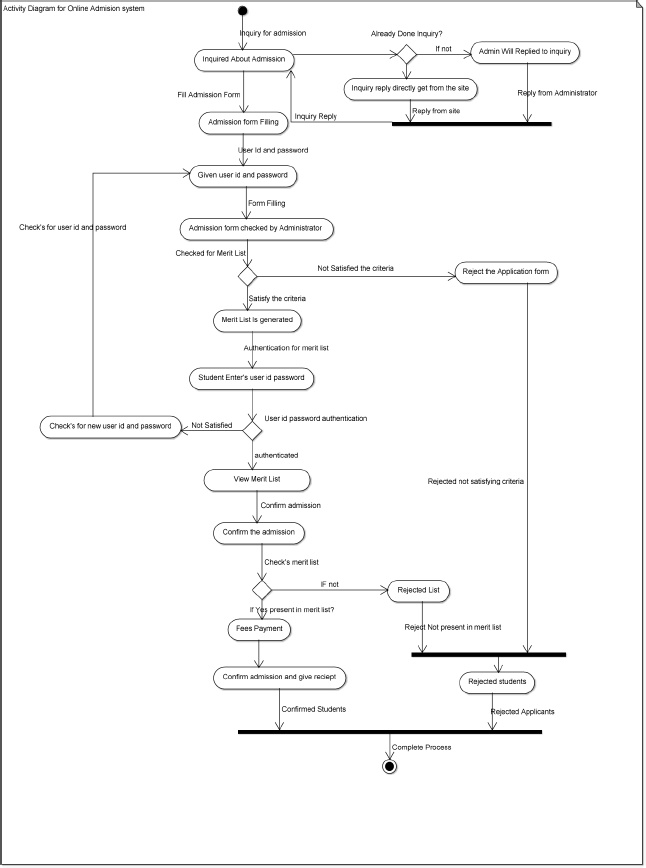 Activity Diagram for Online Admision system
Inquiry for admission
Already Done Inquiry?
If not
Inquired About Admission
Admin Will Replied to inquiry
Inquiry reply directly get from the site
Fill Admission Form
Reply from Administrator
Reply from site
Inquiry Reply
Admission form Filling
User Id and password
Given user id and password
Form Filling
Check's for user id and password
Admission form checked by Administrator
Checked for Merit List
Not Satisfied the criteria
Reject the Application form
Satisfy the criteria
Merit List Is generated
Authentication for merit list
Student Enter's user id password
User id password authentication
Check's for new user id and password
Not Satisfied
authenticated
View Merit List
Rejected not satisfying criteria
Confirm admission
Confirm the admission
Check's merit list
IF not
Rejected List
If Yes present in merit list?
Fees Payment
Reject Not present in merit list
Confirm admission and give reciept
Rejected students
Confirmed Students
Rejected Applicants
Complete Process